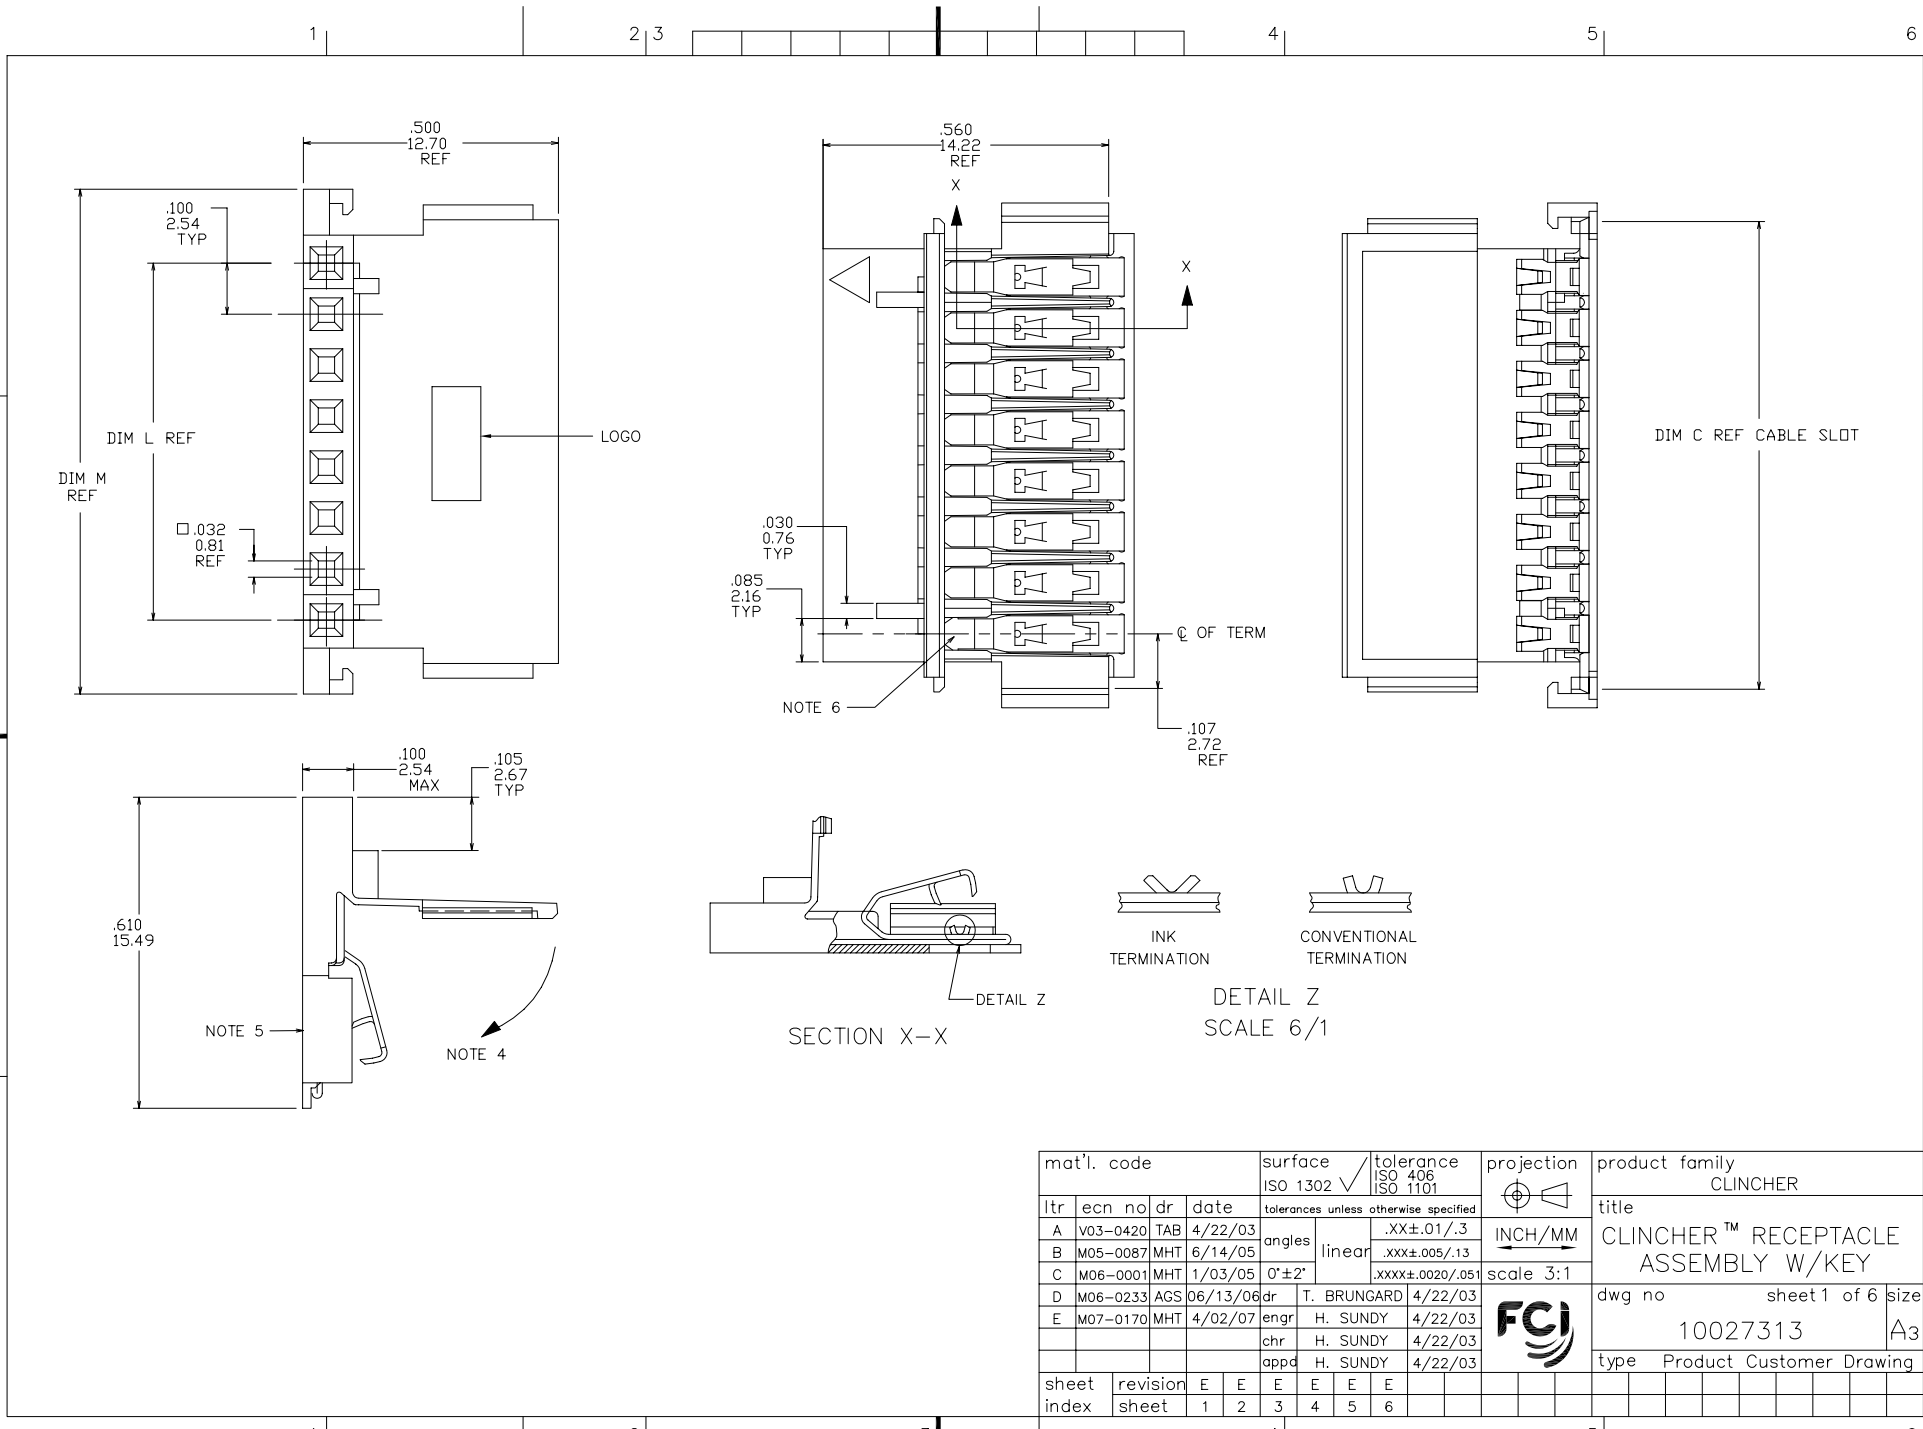 1 2 3 4 5 6
.500
12.70
REF
.100
2.54
TYP
DIM L REF
DIM M
REF
□ .032
0.81
REF
LOGO
.560
14.22
REF
X
X
.030
0.76
TYP
.085
2.16
TYP
℄ OF TERM
NOTE 6
.107
2.72
REF
DIM C REF CABLE SLOT
.100
2.54
MAX
.105
2.67
TYP
.610
15.49
NOTE 5
NOTE 4
DETAIL Z
SECTION X-X
INK
TERMINATION
CONVENTIONAL
TERMINATION
DETAIL Z
SCALE 6/1
mat'l. code
surface
ISO 1302
tolerance
ISO 406
ISO 1101
projection
product family
CLINCHER
ltr ecn no dr date
tolerances unless otherwise specified
title
CLINCHER™ RECEPTACLE
ASSEMBLY W/KEY
A V03-0420 TAB 4/22/03
B M05-0087 MHT 6/14/05
C M06-0001 MHT 1/03/05
D M06-0233 AGS 06/13/06
E M07-0170 MHT 4/02/07
angles
0°±2°
linear
.XX±.01/.3
.XXX±.005/.13
.XXXX±.0020/.051
INCH/MM
scale 3:1
dr T. BRUNGARD 4/22/03
engr H. SUNDY 4/22/03
chr H. SUNDY 4/22/03
appd H. SUNDY 4/22/03
FCI
dwg no
10027313
sheet 1 of 6
size
A3
type Product Customer Drawing
sheet index
revision E E E E E E
sheet 1 2 3 4 5 6